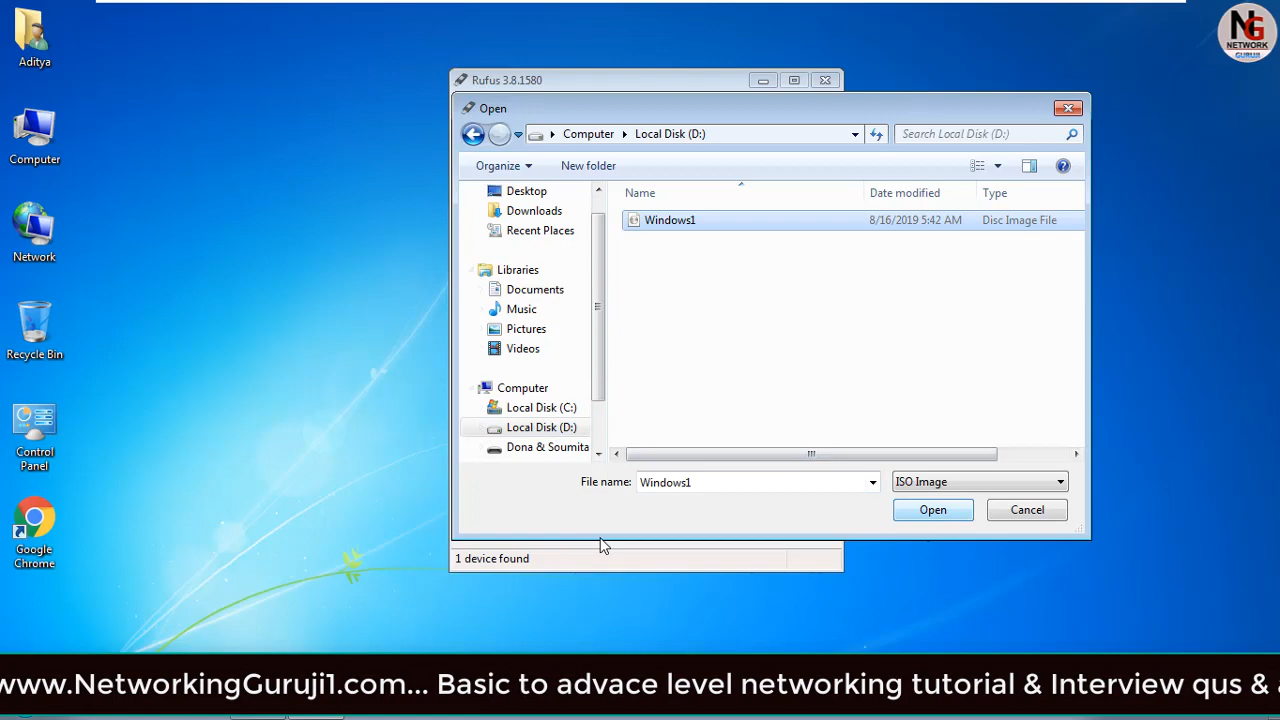 Aditya
Computer
Network
Recycle Bin
Control
Panel
Google
Chrome
NG
NETWORK
GURUJI
Rufus 3.8.1580
Open
Computer
Local Disk (D:)
Search Local Disk (D:)
Organize
New folder
Name
Date modified
Type
Windows1
8/16/2019 5:42 AM
Disc Image File
Desktop
Downloads
Recent Places
Libraries
Documents
Music
Pictures
Videos
Computer
Local Disk (C:)
Local Disk (D:)
Dona & Soumita
File name:
Windows1
ISO Image
Open
Cancel
1 device found
www.NetworkingGuruji1.com... Basic to advace level networking tutorial & Interview qus &